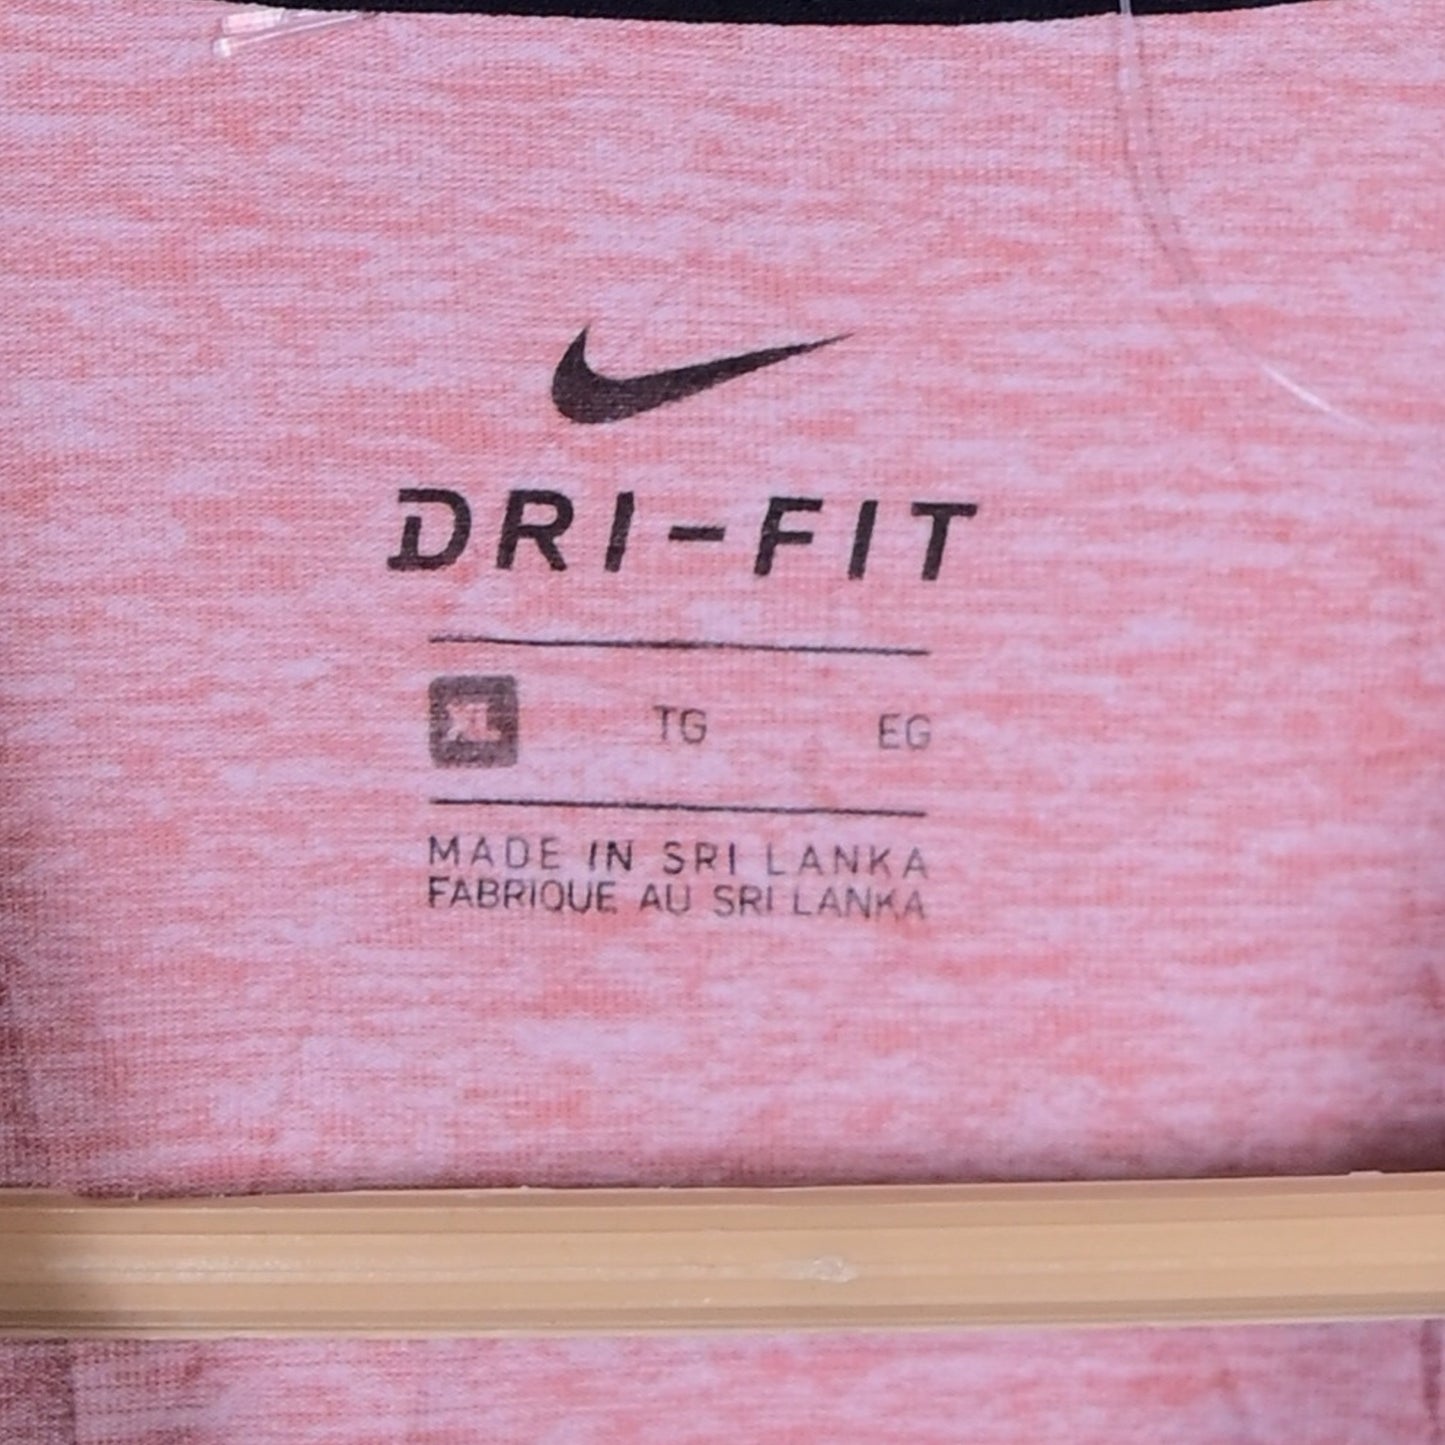 DRI-FIT
XL TG EG
MADE IN SRI LANKA
FABRIQUE AU SRI LANKA